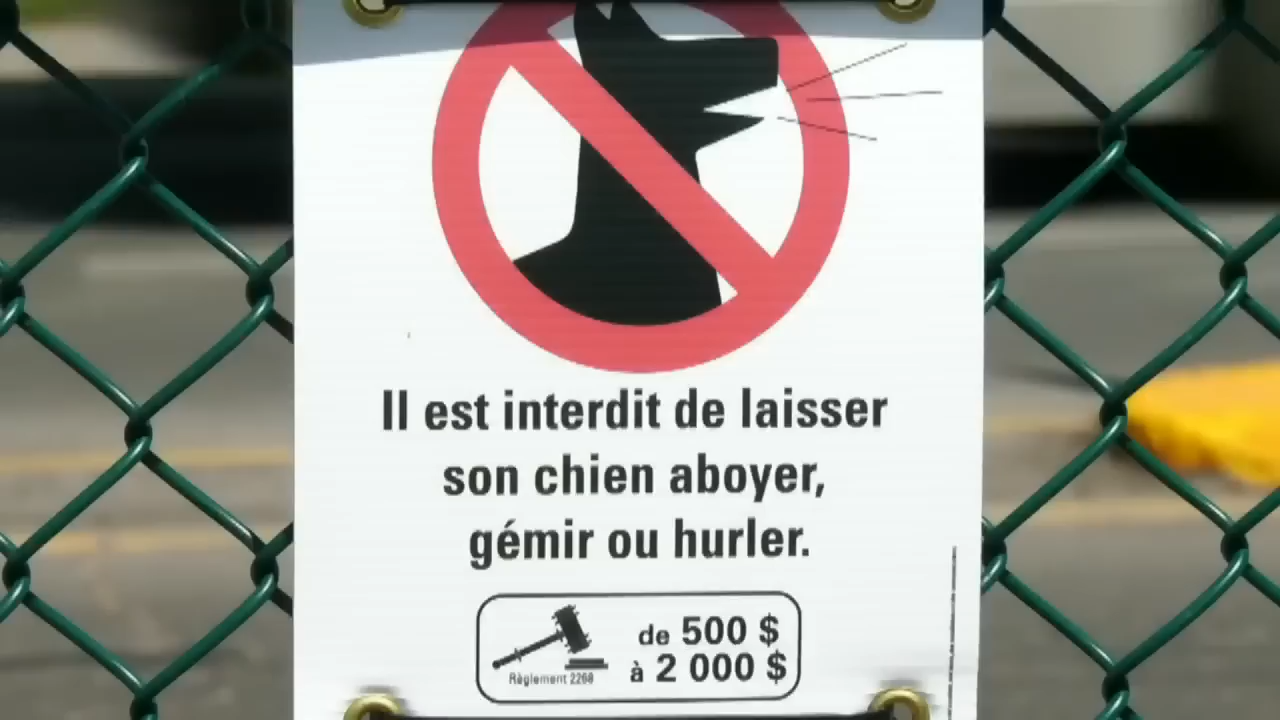 Il est interdit de laisser
son chien aboyer,
gémir ou hurler.
de 500 $
à 2 000 $
Règlement 2268